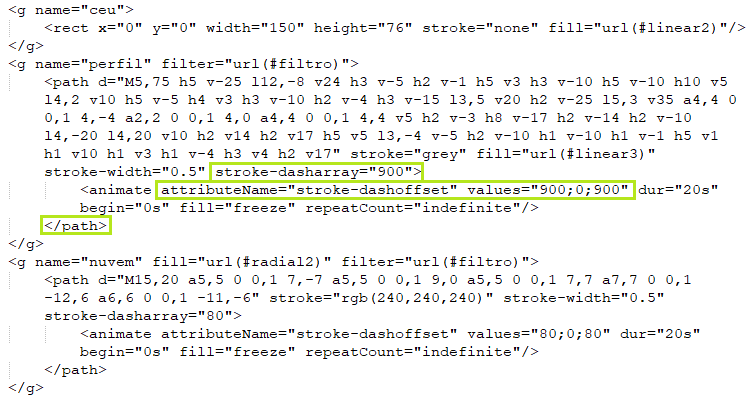 <g name="ceu">
<rect x="0" y="0" width="150" height="76" stroke="none" fill="url(#linear2)"/>
</g>
<g name="perfil" filter="url(#filtro)">
<path d="M5,75 h5 v-25 l12,-8 v24 h3 v-5 h2 v-1 h5 v3 h3 v-10 h5 v-10 h10 v5
l4,2 v10 h5 v-5 h4 v3 h3 v-10 h2 v-4 h3 v-15 l3,5 v20 h2 v-25 l5,3 v35 a4,4 0
0,1 4,-4 a2,2 0 0,1 4,0 a4,4 0 0,1 4,4 v5 h2 v-3 h8 v-17 h2 v-14 h2 v-10
l4,-20 l4,20 v10 h2 v14 h2 v17 h5 v5 l3,-4 v-5 h2 v-10 h1 v-10 h1 v-1 h5 v1
h1 v10 h1 v3 h1 v-4 h3 v4 h2 v17" stroke="grey" fill="url(#linear3)"
stroke-width="0.5" stroke-dasharray="900">
<animate attributeName="stroke-dashoffset" values="900;0;900" dur="20s"
begin="0s" fill="freeze" repeatCount="indefinite"/>
</path>
</g>
<g name="nuvem" fill="url(#radial2)" filter="url(#filtro)">
<path d="M15,20 a5,5 0 0,1 7,-7 a5,5 0 0,1 9,0 a5,5 0 0,1 7,7 a7,7 0 0,1
-12,6 a6,6 0 0,1 -11,-6" stroke="rgb(240,240,240)" stroke-width="0.5"
stroke-dasharray="80">
<animate attributeName="stroke-dashoffset" values="80;0;80" dur="20s"
begin="0s" fill="freeze" repeatCount="indefinite"/>
</path>
</g>